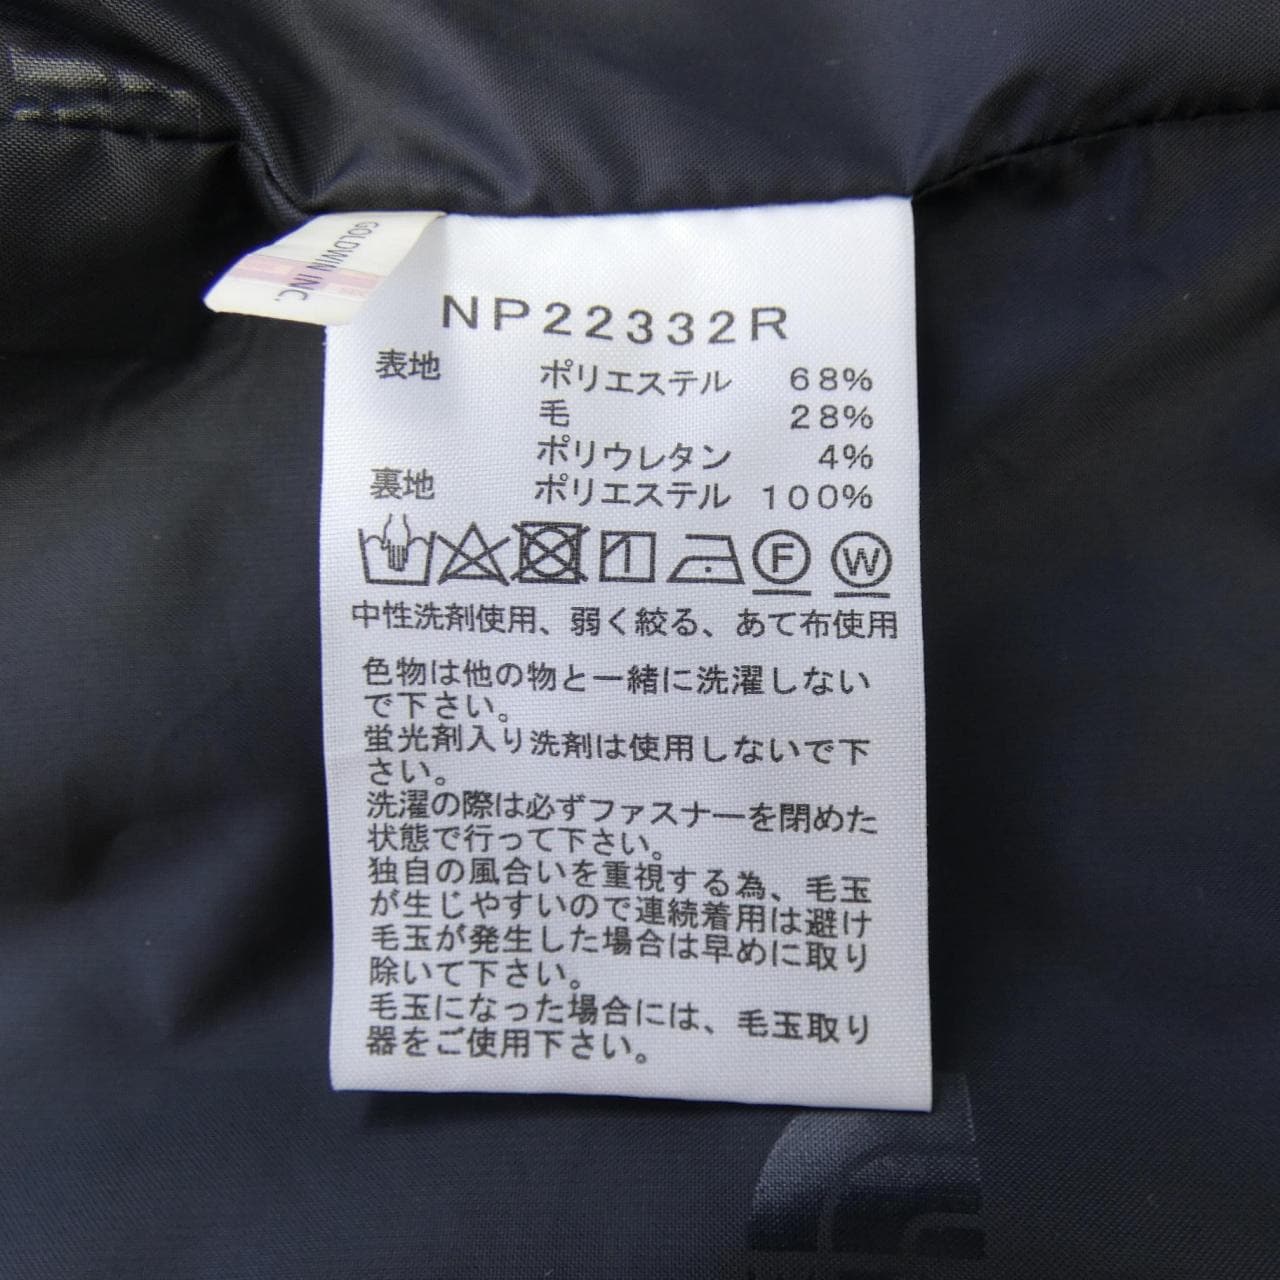 GOLDWIN INC.
NP22332R
表地 ポリエステル 68%
毛 28%
ポリウレタン 4%
裏地 ポリエステル 100%
1 F W
中性洗剤使用、弱く絞る、あて布使用
色物は他の物と一緒に洗濯しない
で下さい。
蛍光剤入り洗剤は使用しないで下
さい。
洗濯の際は必ずファスナーを閉めた
状態で行って下さい。
独自の風合いを重視する為、毛玉
が生じやすいので連続着用は避け
毛玉が発生した場合は早めに取り
除いて下さい。
毛玉になった場合には、毛玉取り
器をご使用下さい。